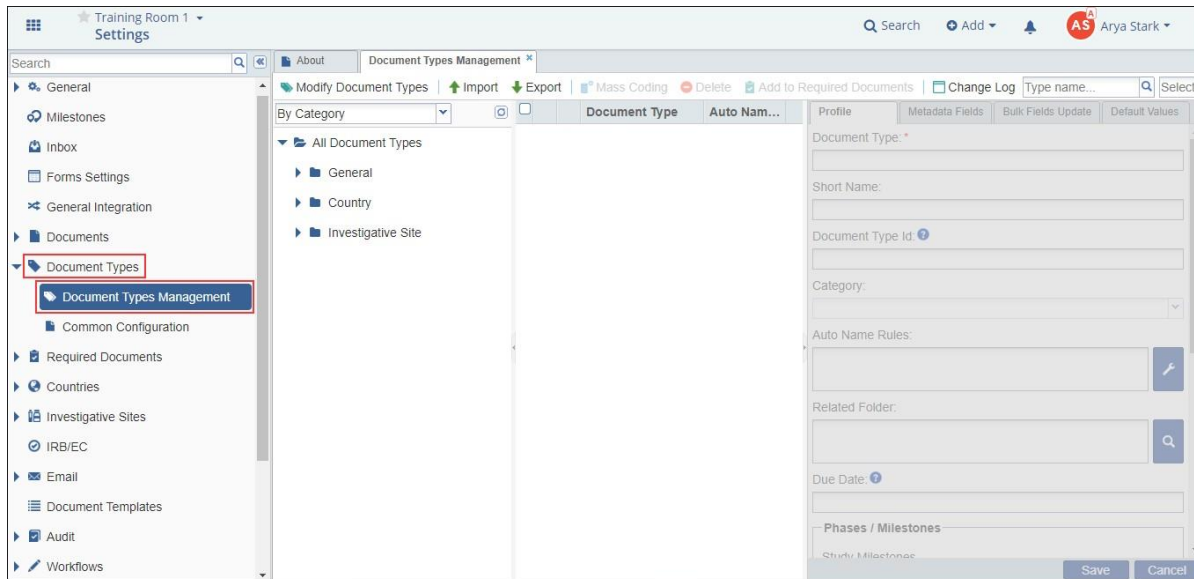 Training Room 1
Settings
Search
Add
A
AS
Arya Stark
Search
About
Document Types Management
General
Milestones
Inbox
Forms Settings
General Integration
Documents
Document Types
Document Types Management
Common Configuration
Required Documents
Countries
Investigative Sites
IRB/EC
Email
Document Templates
Audit
Workflows
Modify Document Types
Import
Export
Mass Coding
Delete
Add to Required Documents
Change Log
Type name...
Select
By Category
All Document Types
General
Country
Investigative Site
Document Type
Auto Nam...
Profile
Metadata Fields
Bulk Fields Update
Default Values
Document Type: *
Short Name:
Document Type Id:
Category:
Auto Name Rules:
Related Folder:
Due Date:
Phases / Milestones
Study Milestones
Save
Cancel